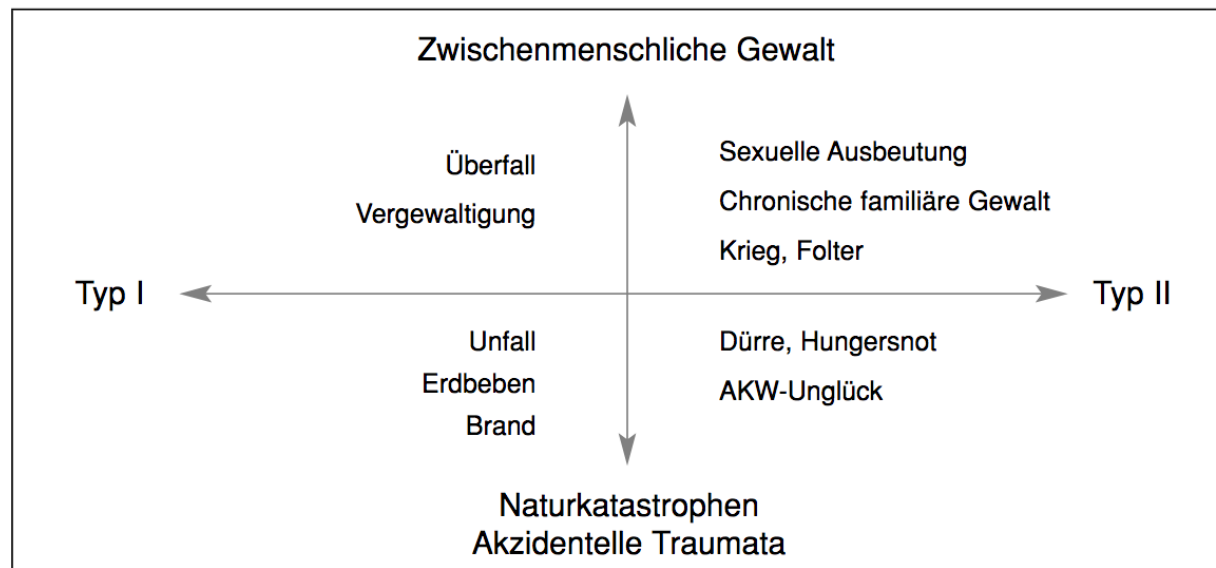 Zwischenmenschliche Gewalt
Überfall
Vergewaltigung
Sexuelle Ausbeutung
Chronische familiäre Gewalt
Krieg, Folter
Typ I
Typ II
Unfall
Erdbeben
Brand
Dürre, Hungersnot
AKW-Unglück
Naturkatastrophen
Akzidentelle Traumata